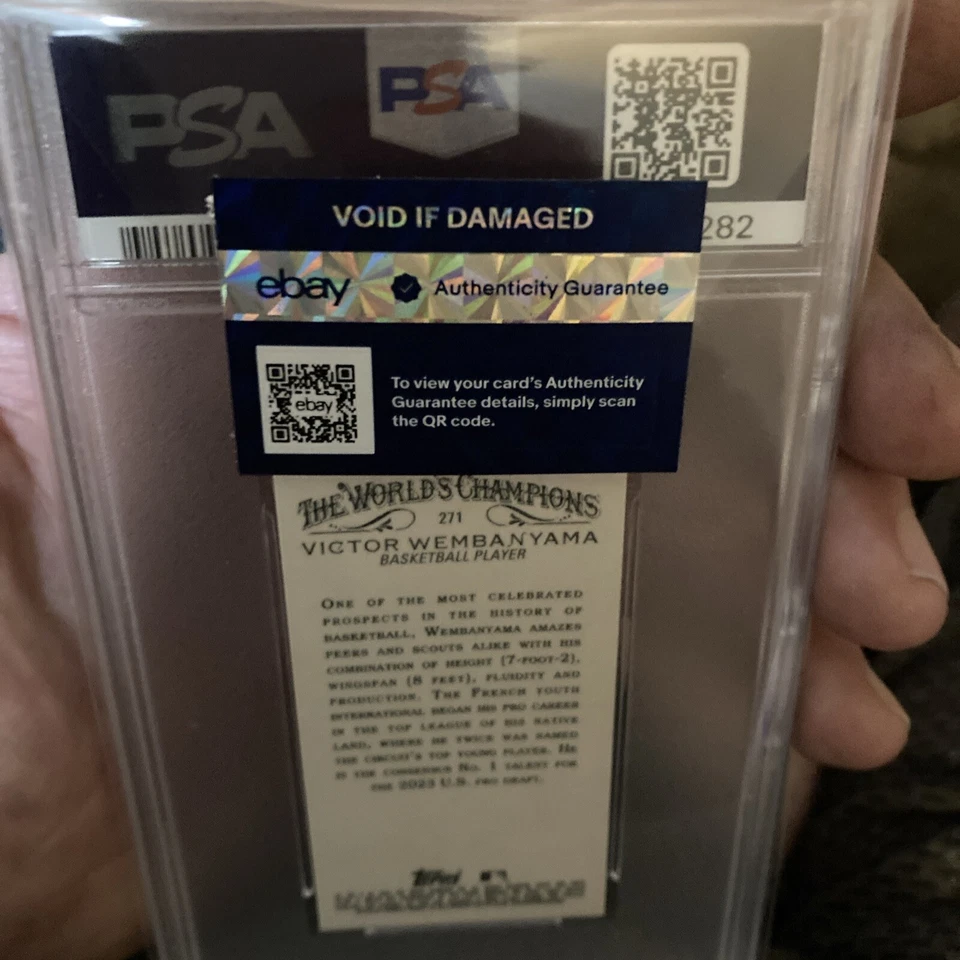 PSA PSA
VOID IF DAMAGED
282
ebay Authenticity Guarantee
ebay
To view your card's Authenticity
Guarantee details, simply scan
the QR code.
THE WORLD'S CHAMPIONS
271
VICTOR WEMBANYAMA
BASKETBALL PLAYER
ONE OF THE MOST CELEBRATED
PROSPECTS IN THE HISTORY OF
BASKETBALL, WEMBANYAMA AMAZES
PEERS AND SCOUTS ALIKE WITH HIS
COMBINATION OF HEIGHT (7-FOOT-2),
WINGSPAN (8 FEET), FLUIDITY AND
PRODUCTION. THE FRENCH YOUTH
INTERNATIONAL BEGAN HIS PRO CAREER
IN THE TOP LEAGUE OF HIS NATIVE
LAND, WHERE HE TWICE WAS NAMED
THE CIRCUIT'S TOP YOUNG PLAYER. HE
IS THE CONSENSUS NO. 1 TALENT FOR
THE 2023 U.S. PRO DRAFT.
Topps